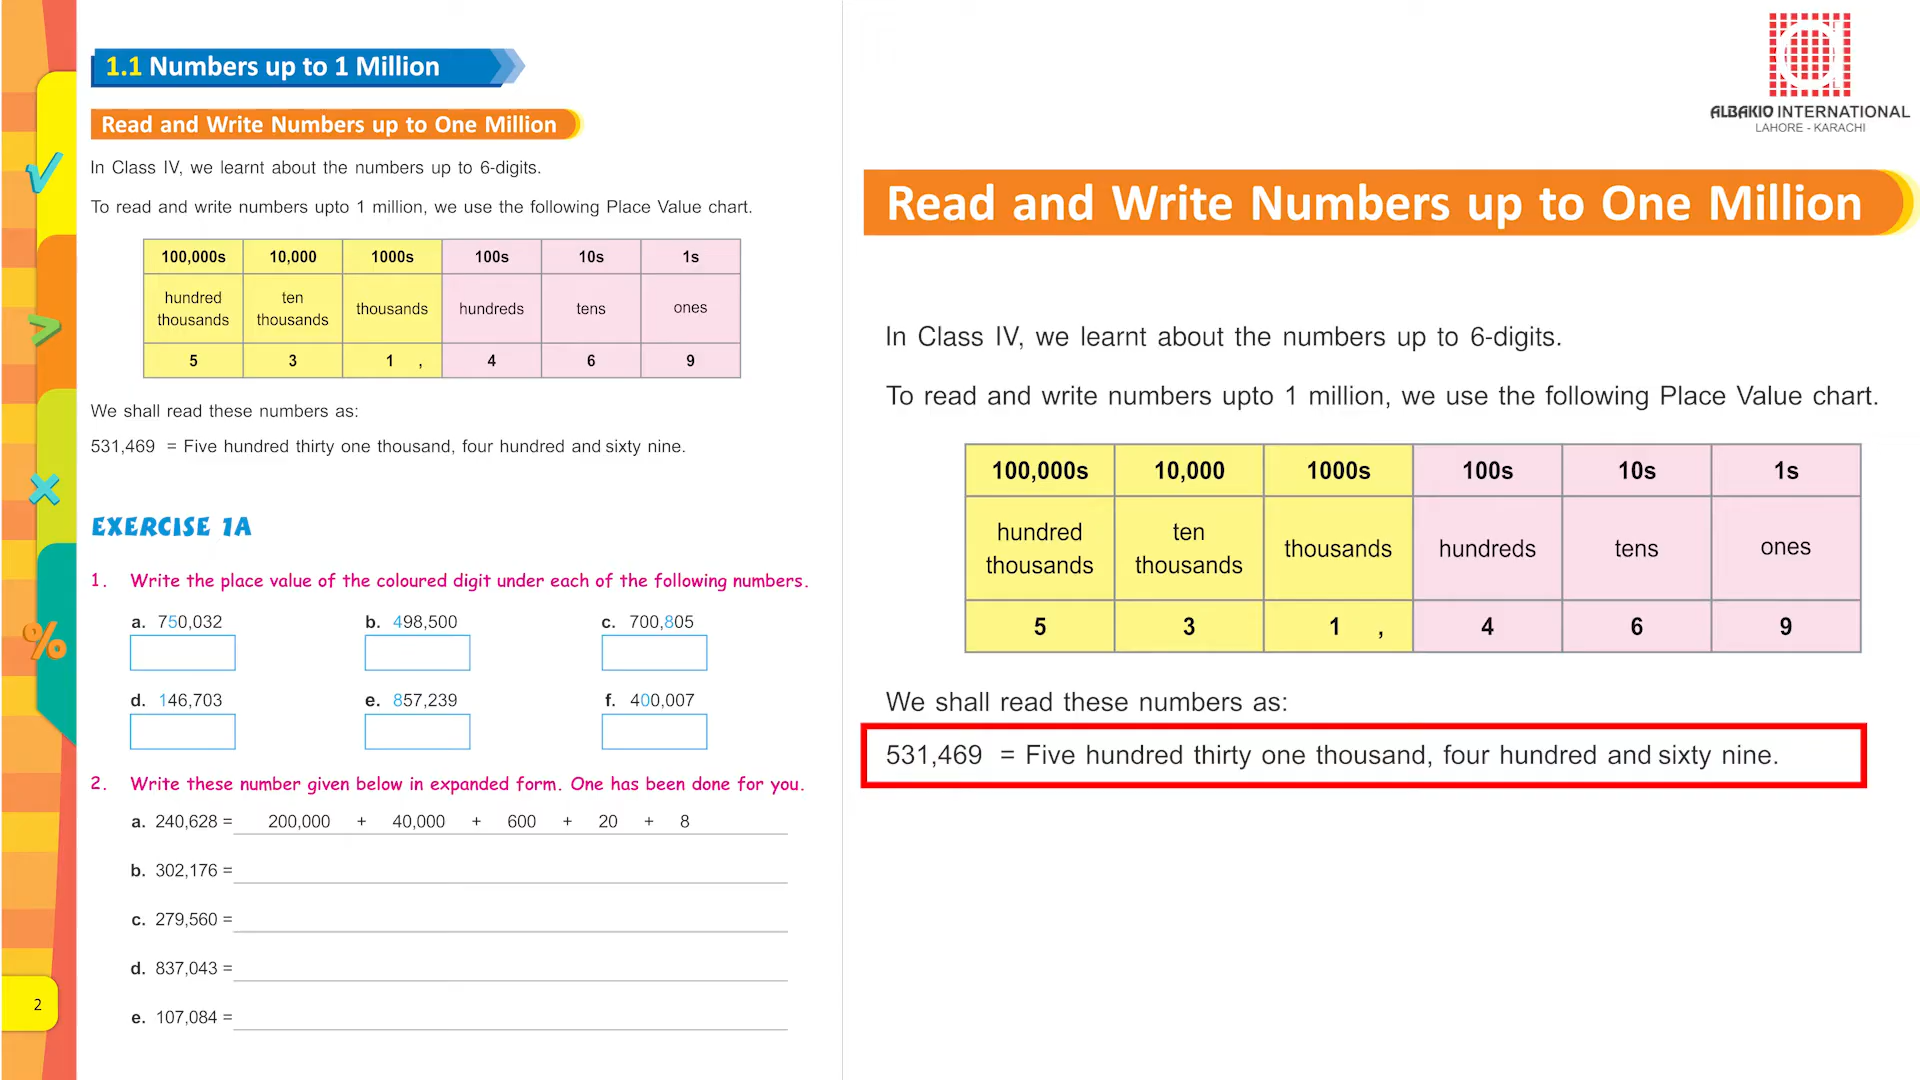 1.1 Numbers up to 1 Million
Read and Write Numbers up to One Million
In Class IV, we learnt about the numbers up to 6-digits.
To read and write numbers upto 1 million, we use the following Place Value chart.
100,000s 10,000 1000s 100s 10s 1s
hundred thousands ten thousands thousands hundreds tens ones
5 3 1 , 4 6 9
We shall read these numbers as:
531,469 = Five hundred thirty one thousand, four hundred and sixty nine.
EXERCISE 1A
1. Write the place value of the coloured digit under each of the following numbers.
a. 750,032 b. 498,500 c. 700,805
d. 146,703 e. 857,239 f. 400,007
2. Write these number given below in expanded form. One has been done for you.
a. 240,628 = 200,000 + 40,000 + 600 + 20 + 8
b. 302,176 =
c. 279,560 =
d. 837,043 =
e. 107,084 =
2
ALBAKIO INTERNATIONAL
LAHORE - KARACHI
Read and Write Numbers up to One Million
In Class IV, we learnt about the numbers up to 6-digits.
To read and write numbers upto 1 million, we use the following Place Value chart.
100,000s 10,000 1000s 100s 10s 1s
hundred thousands ten thousands thousands hundreds tens ones
5 3 1 , 4 6 9
We shall read these numbers as:
531,469 = Five hundred thirty one thousand, four hundred and sixty nine.